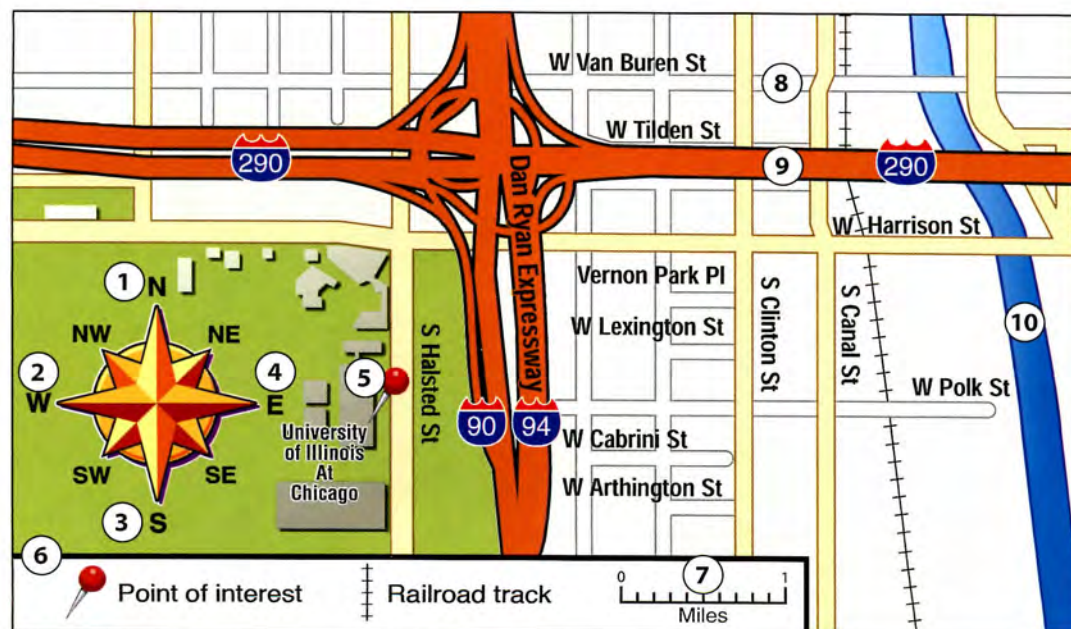 W Van Buren St
8
W Tilden St
290
9
290
Dan Ryan Expressway
W Harrison St
1
N
Vernon Park Pl
NW
NE
W Lexington St
S Halsted St
S Clinton St
S Canal St
10
2
4
5
W
E
W Polk St
90
94
University
of Illinois
At
Chicago
W Cabrini St
SW
SE
W Arthington St
3
S
6
Point of interest
Railroad track
0
7
1
Miles